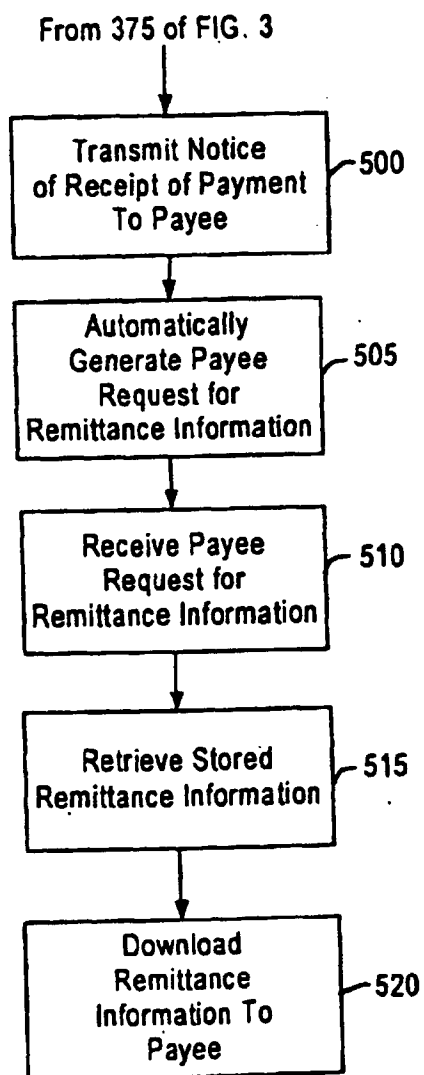 From 375 of FIG. 3
Transmit Notice
of Receipt of Payment
To Payee
500
Automatically
Generate Payee
Request for
Remittance Information
505
Receive Payee
Request for
Remittance Information
510
Retrieve Stored
Remittance Information
515
Download
Remittance
Information To
Payee
520